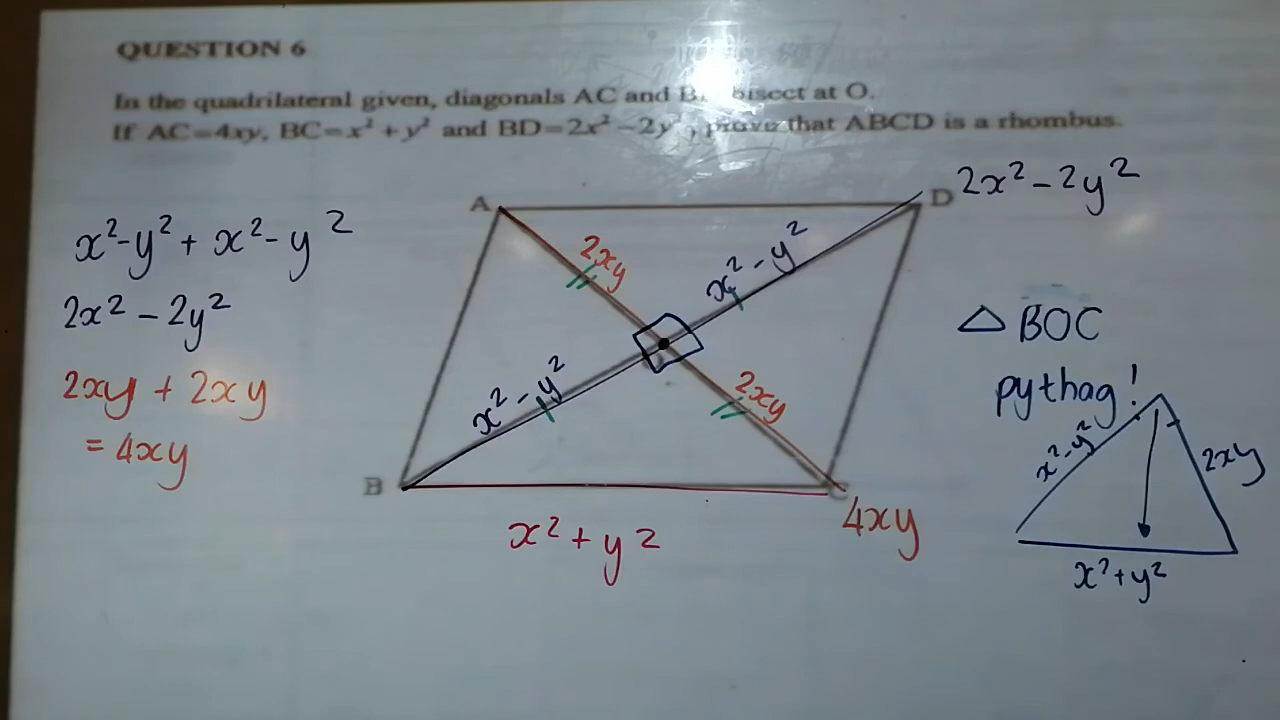 QUESTION 6
In the quadrilateral given, diagonals AC and B bisect at O.
If AC=4xy, BC=x²+y² and BD=2x²-2y², prove that ABCD is a rhombus.
A
D
2x²-2y²
x²-y²+x²-y²
2x²-2y²
2xy+2xy
=4xy
2xy
x²-y²
x²-y²
2xy
B
C
x²+y²
4xy
△ BOC
pythag!
x²-y²
2xy
x²+y²